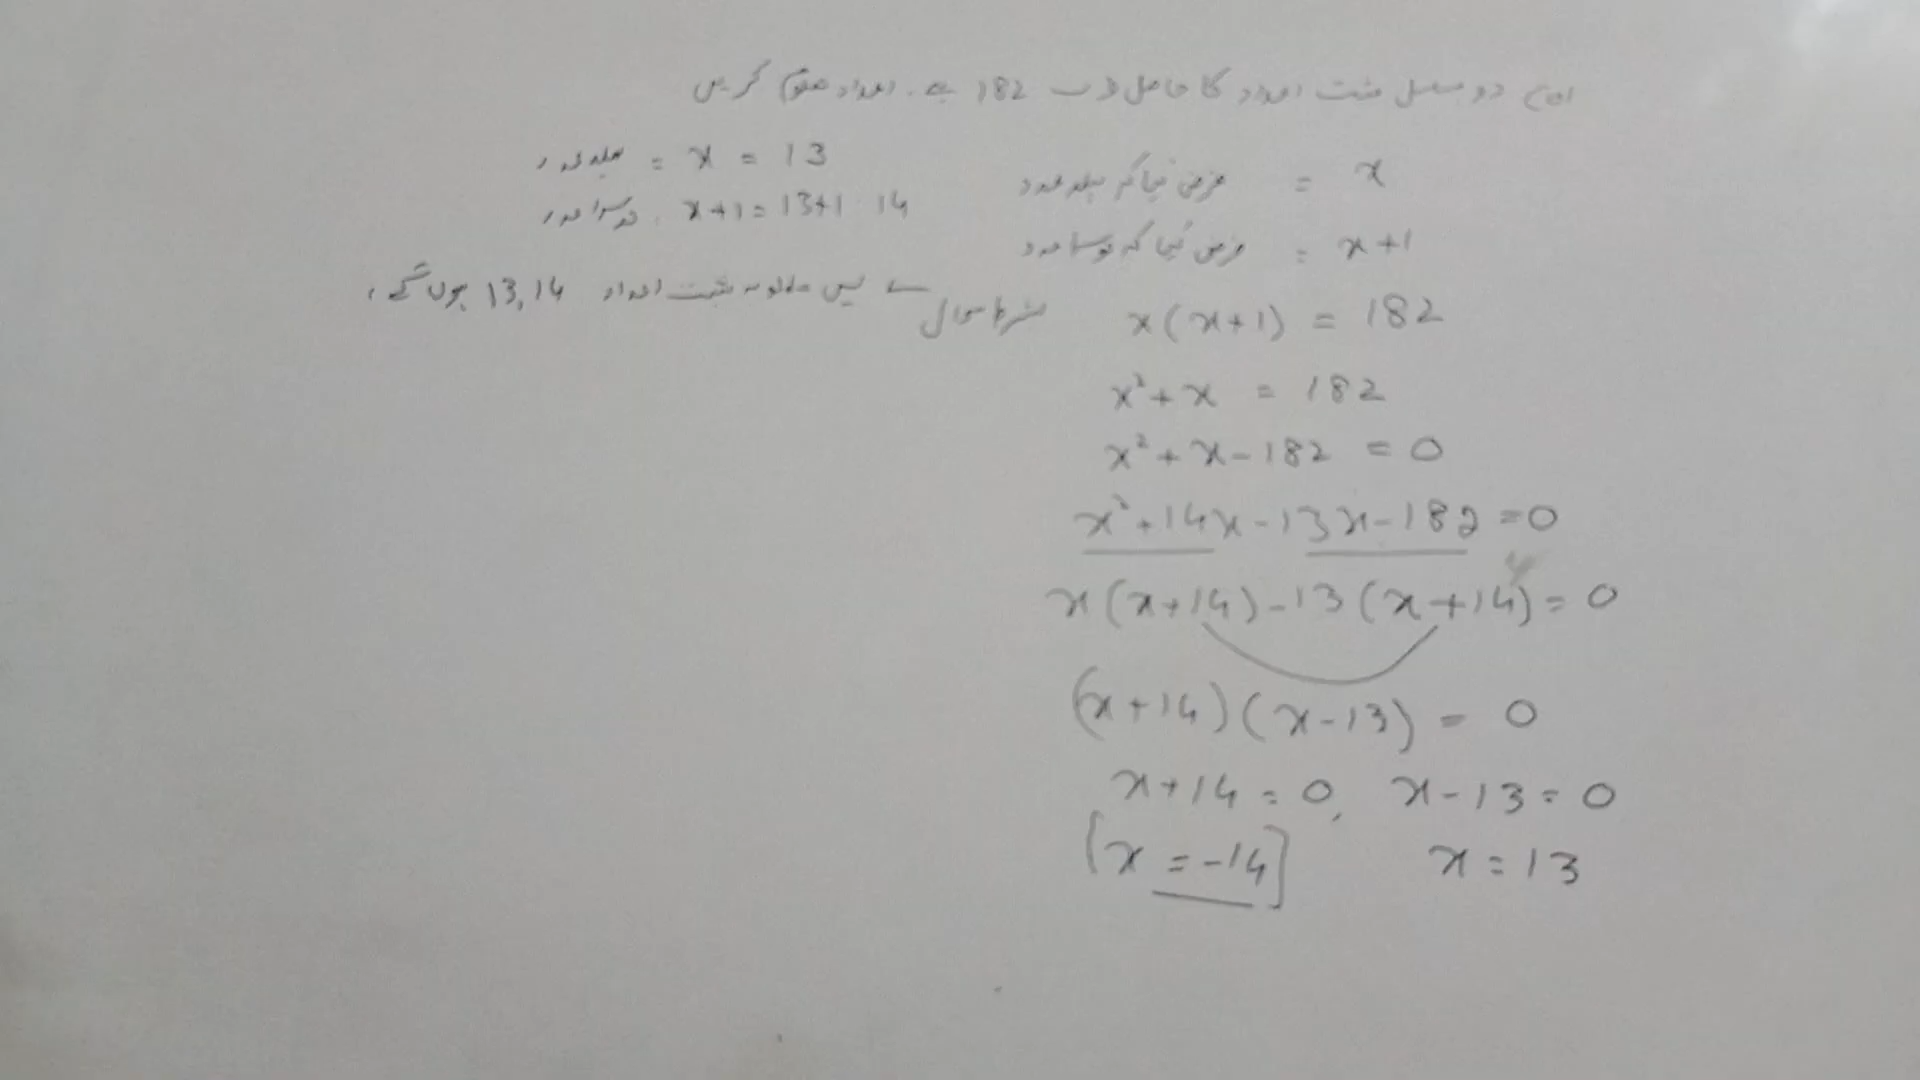 دو مسلسل مثبت اعداد کا حاصل ضرب 182 ہے۔ اعداد معلوم کریں
فرض کیا کہ پہلا عدد = x
فرض کیا کہ دوسرا عدد = x+1
شرط سوال x(x+1) = 182
x²+x = 182
x²+x-182 = 0
x²+14x-13x-182=0
x(x+14)-13(x+14)=0
(x+14)(x-13) = 0
x+14=0, x-13=0
[x=-14] x=13
پہلا عدد = x = 13
دوسرا عدد x+1=13+1 14
پس مطلوبہ مثبت اعداد 13,14 ہوں گے۔